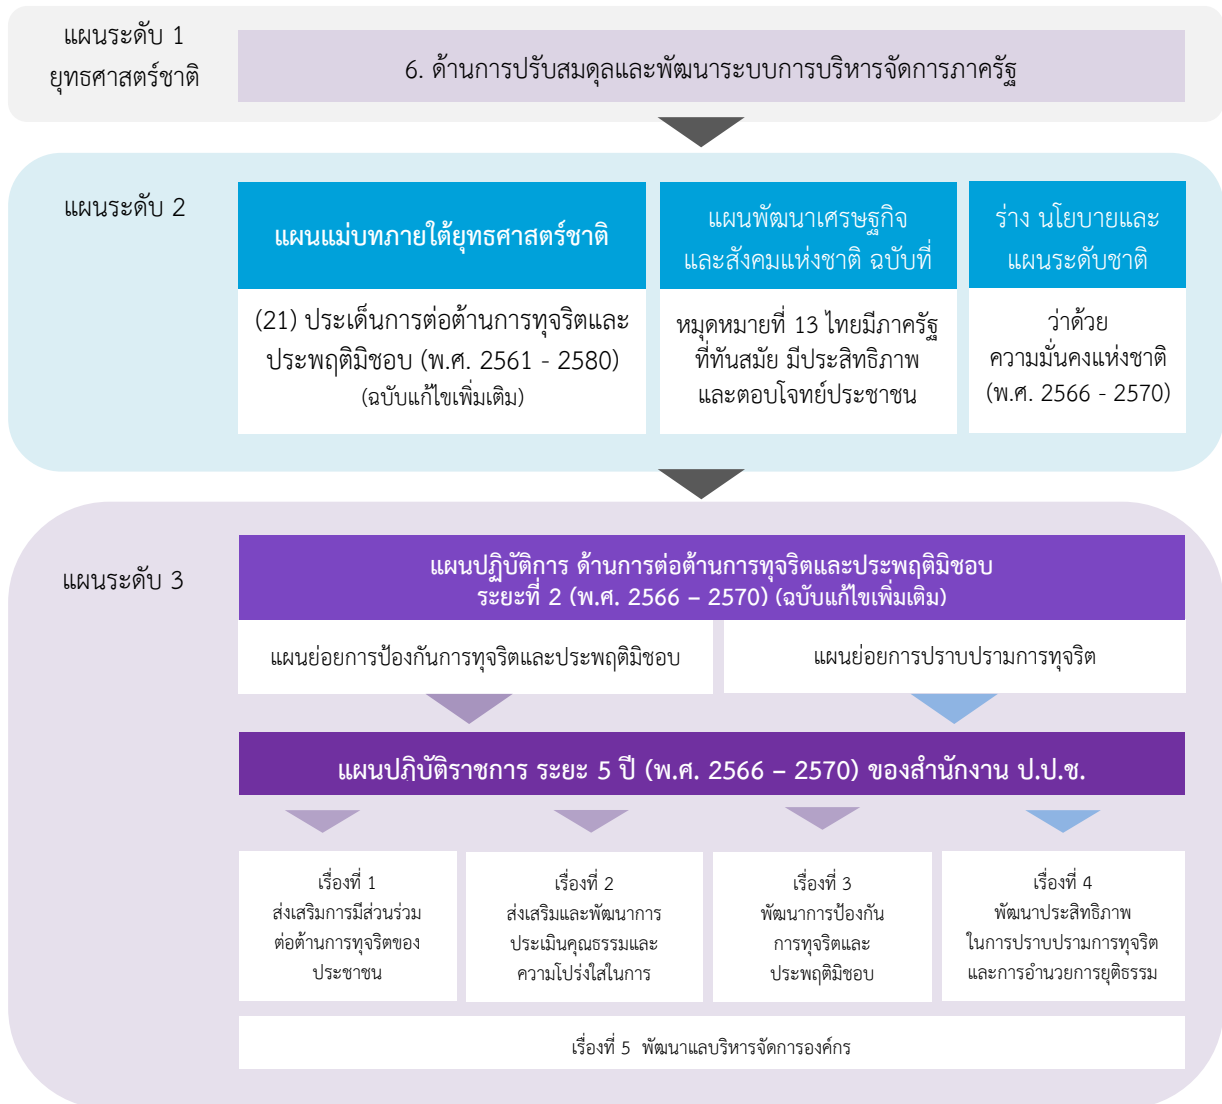 แผนระดับ 1
ยุทธศาสตร์ชาติ
6. ด้านการปรับสมดุลและพัฒนาระบบการบริหารจัดการภาครัฐ
แผนระดับ 2
แผนแม่บทภายใต้ยุทธศาสตร์ชาติ
(21) ประเด็นการต่อต้านการทุจริตและ
ประพฤติมิชอบ (พ.ศ. 2561 - 2580)
(ฉบับแก้ไขเพิ่มเติม)
แผนพัฒนาเศรษฐกิจ
และสังคมแห่งชาติ ฉบับที่
หมุดหมายที่ 13 ไทยมีภาครัฐ
ที่ทันสมัย มีประสิทธิภาพ
และตอบโจทย์ประชาชน
ร่าง นโยบายและ
แผนระดับชาติ
ว่าด้วย
ความมั่นคงแห่งชาติ
(พ.ศ. 2566 - 2570)
แผนระดับ 3
แผนปฏิบัติการ ด้านการต่อต้านการทุจริตและประพฤติมิชอบ
ระยะที่ 2 (พ.ศ. 2566 – 2570) (ฉบับแก้ไขเพิ่มเติม)
แผนย่อยการป้องกันการทุจริตและประพฤติมิชอบ
แผนย่อยการปราบปรามการทุจริต
แผนปฏิบัติราชการ ระยะ 5 ปี (พ.ศ. 2566 – 2570) ของสำนักงาน ป.ป.ช.
เรื่องที่ 1
ส่งเสริมการมีส่วนร่วม
ต่อต้านการทุจริตของ
ประชาชน
เรื่องที่ 2
ส่งเสริมและพัฒนาการ
ประเมินคุณธรรมและ
ความโปร่งใสในการ
เรื่องที่ 3
พัฒนาการป้องกัน
การทุจริตและ
ประพฤติมิชอบ
เรื่องที่ 4
พัฒนาประสิทธิภาพ
ในการปราบปรามการทุจริต
และการอำนวยการยุติธรรม
เรื่องที่ 5 พัฒนาแลบริหารจัดการองค์กร